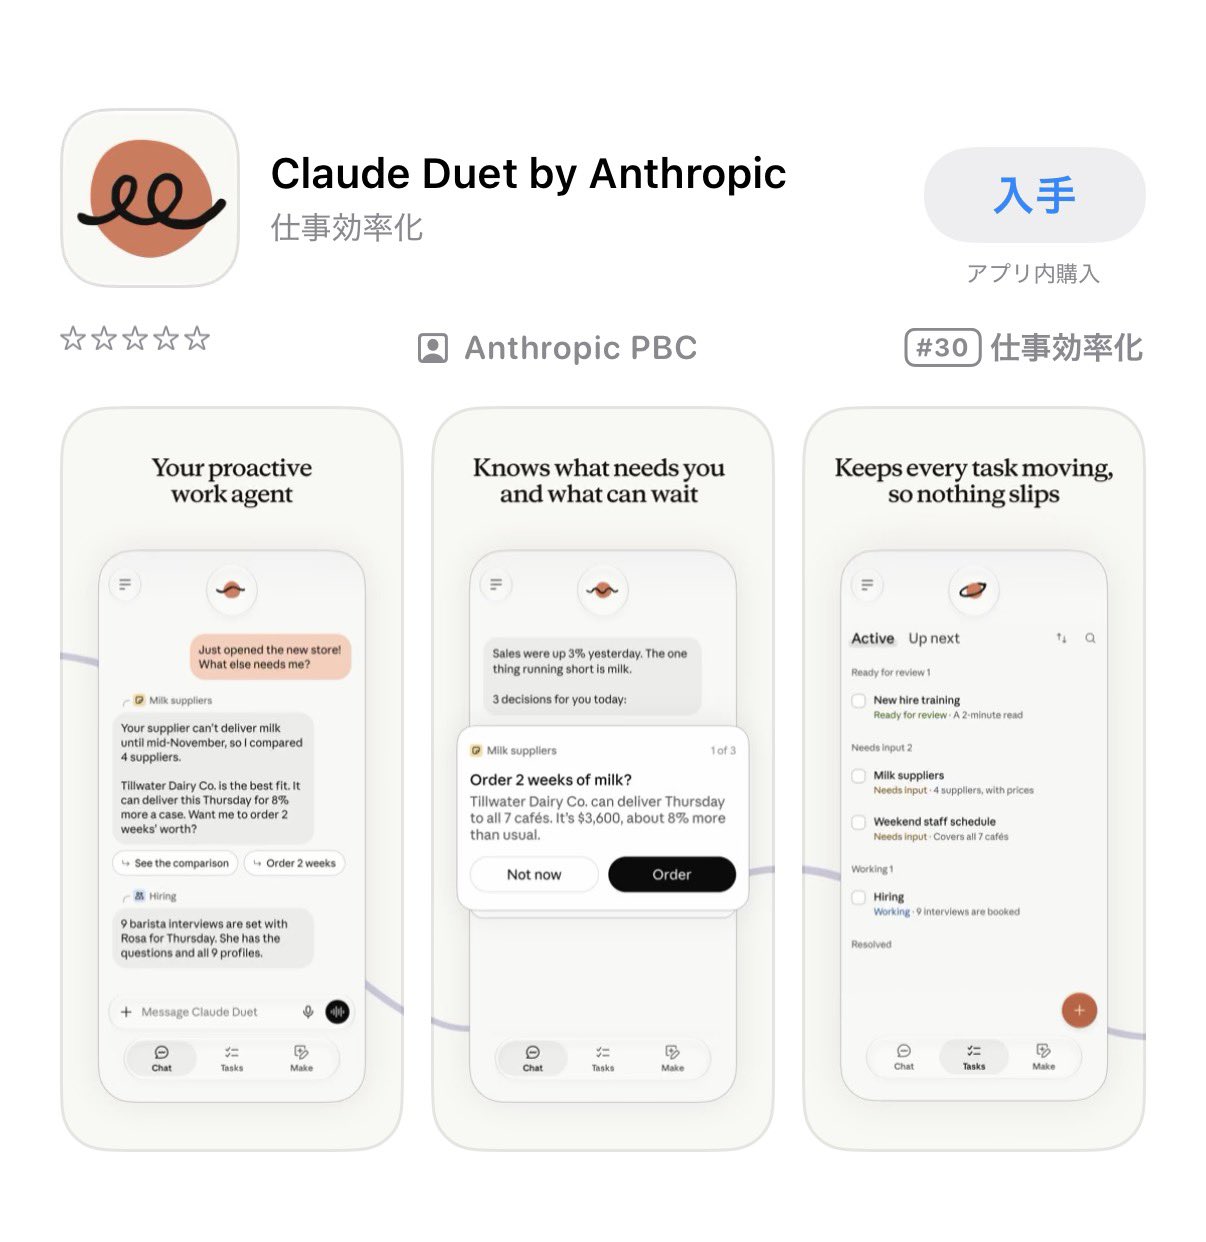 Claude Duet by Anthropic
仕事効率化
入手
アプリ内購入
Anthropic PBC
#30 仕事効率化
Your proactive
work agent
Just opened the new store!
What else needs me?
Milk suppliers
Your supplier can't deliver milk
until mid-November, so I compared
4 suppliers.
Tillwater Dairy Co. is the best fit. It
can deliver this Thursday for 8%
more a case. Want me to order 2
weeks' worth?
See the comparison
Order 2 weeks
Hiring
9 barista interviews are set with
Rosa for Thursday. She has the
questions and all 9 profiles.
Message Claude Duet
Chat
Tasks
Make
Knows what needs you
and what can wait
Sales were up 3% yesterday. The one
thing running short is milk.
3 decisions for you today:
Milk suppliers
1 of 3
Order 2 weeks of milk?
Tillwater Dairy Co. can deliver Thursday
to all 7 cafés. It's $3,600, about 8% more
than usual.
Not now
Order
Chat
Tasks
Make
Keeps every task moving,
so nothing slips
Active
Up next
Ready for review 1
New hire training
Ready for review · A 2-minute read
Needs input 2
Milk suppliers
Needs input · 4 suppliers, with prices
Weekend staff schedule
Needs input · Covers all 7 cafés
Working 1
Hiring
Working · 9 interviews are booked
Resolved
Chat
Tasks
Make